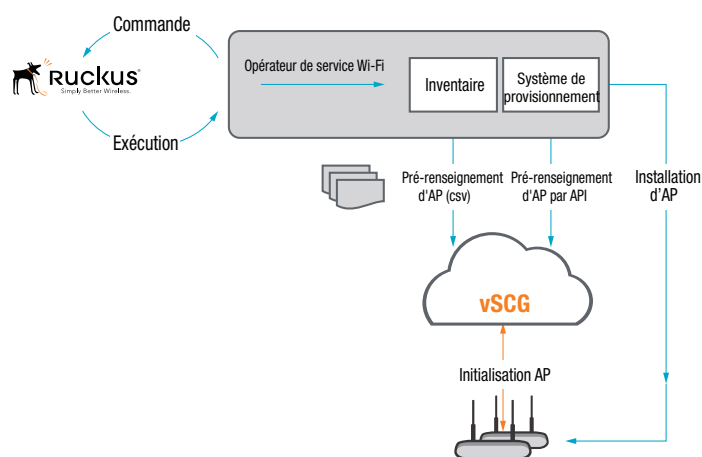 Commande
Ruckus
Simply Better Wireless.
Exécution
Opérateur de service Wi-Fi
Inventaire
Système de
provisionnement
Pré-renseignement
d'AP (csv)
Pré-renseignement
d'AP par API
Installation
d'AP
vSCG
Initialisation AP